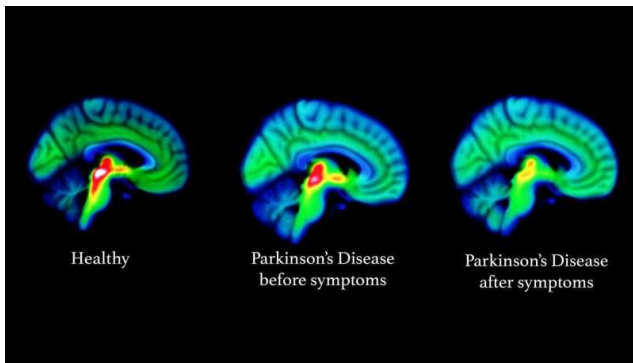 Healthy
Parkinson's Disease
before symptoms
Parkinson's Disease
after symptoms